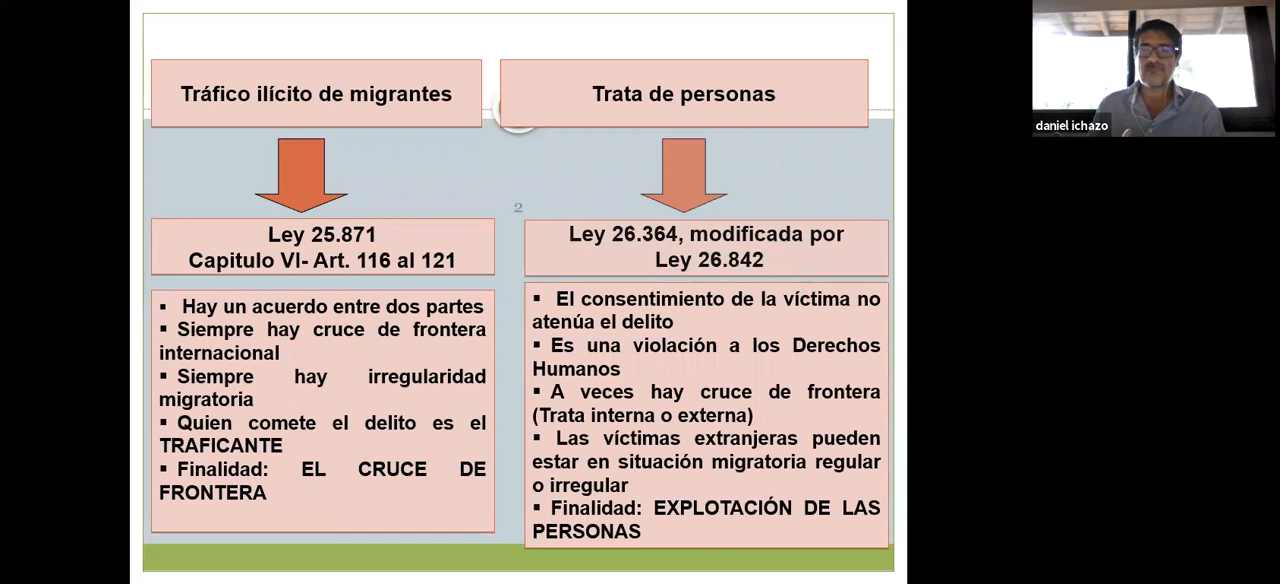 Tráfico ilícito de migrantes
Trata de personas
2
Ley 25.871
Capitulo VI- Art. 116 al 121
Ley 26.364, modificada por
Ley 26.842
▪ Hay un acuerdo entre dos partes
▪ Siempre hay cruce de frontera
internacional
▪ Siempre hay irregularidad
migratoria
▪ Quien comete el delito es el
TRAFICANTE
▪ Finalidad: EL CRUCE DE
FRONTERA
▪ El consentimiento de la víctima no
atenúa el delito
▪ Es una violación a los Derechos
Humanos
▪ A veces hay cruce de frontera
(Trata interna o externa)
▪ Las víctimas extranjeras pueden
estar en situación migratoria regular
o irregular
▪ Finalidad: EXPLOTACIÓN DE LAS
PERSONAS
daniel ichazo